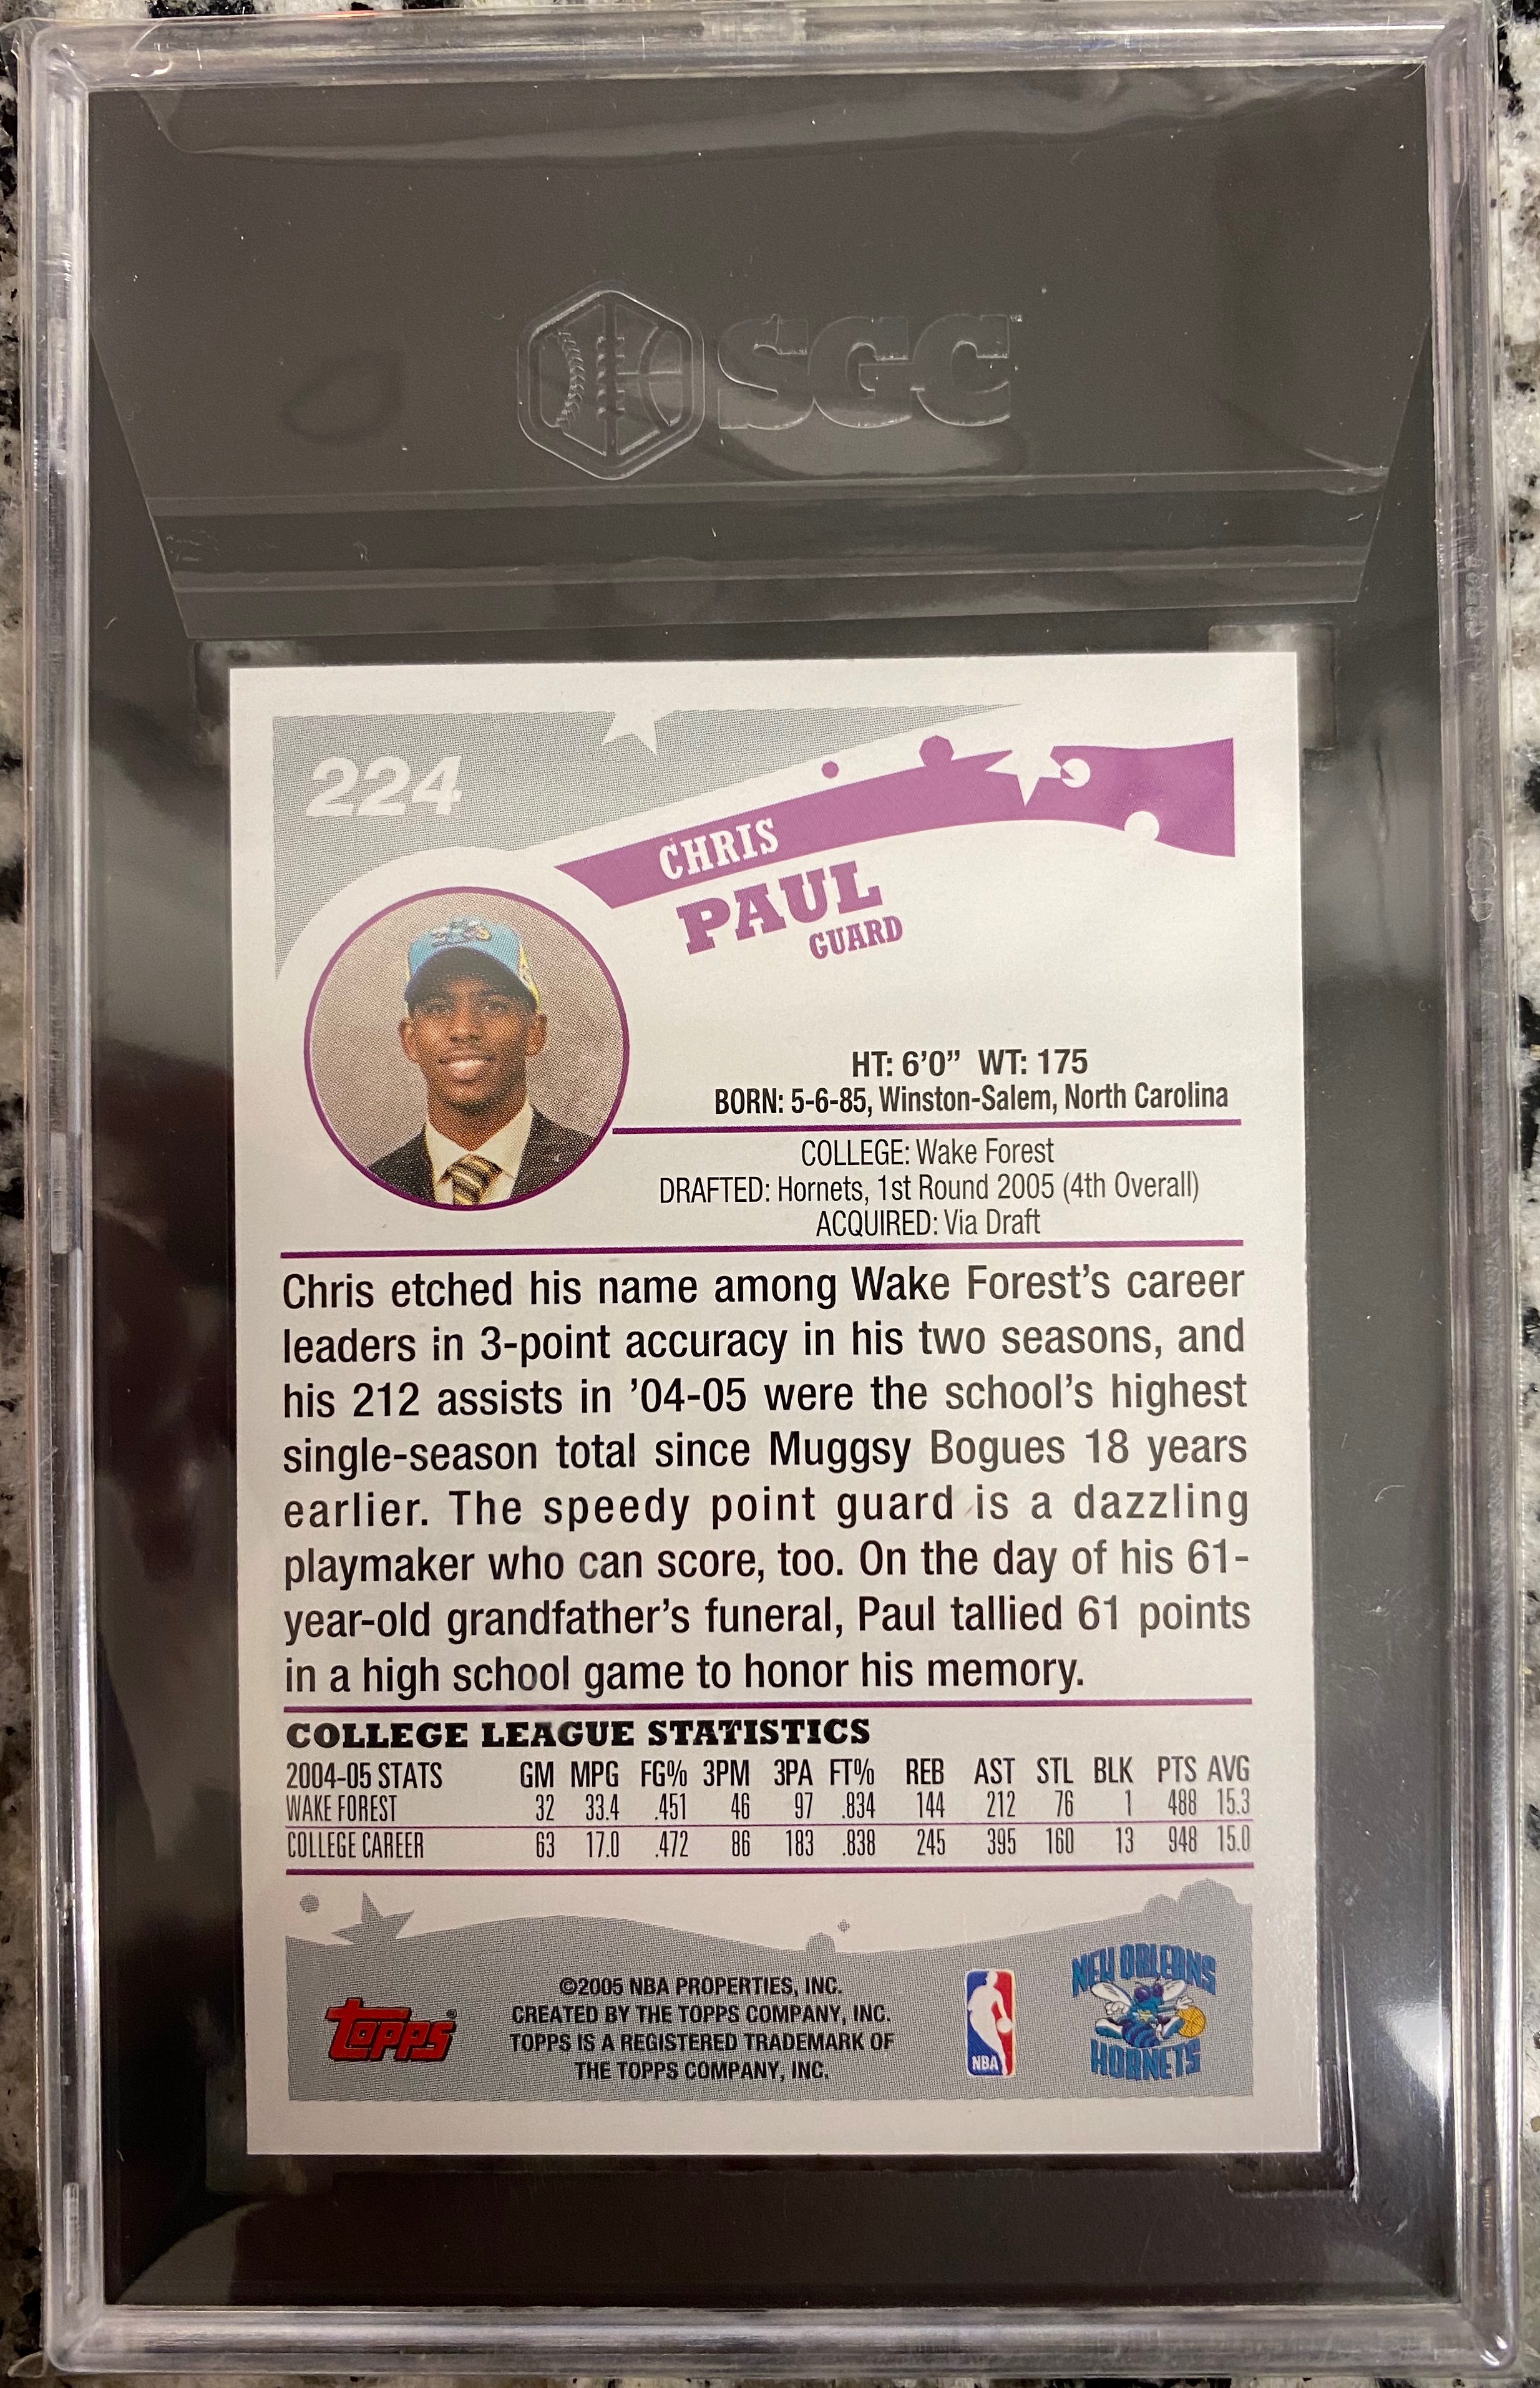 SGC™
224
CHRIS
PAUL
GUARD
HT: 6’0” WT: 175
BORN: 5-6-85, Winston-Salem, North Carolina
COLLEGE: Wake Forest
DRAFTED: Hornets, 1st Round 2005 (4th Overall)
ACQUIRED: Via Draft
Chris etched his name among Wake Forest’s career
leaders in 3-point accuracy in his two seasons, and
his 212 assists in ’04-05 were the school’s highest
single-season total since Muggsy Bogues 18 years
earlier. The speedy point guard is a dazzling
playmaker who can score, too. On the day of his 61-
year-old grandfather’s funeral, Paul tallied 61 points
in a high school game to honor his memory.
COLLEGE LEAGUE STATISTICS
2004-05 STATS GM MPG FG% 3PM 3PA FT% REB AST STL BLK PTS AVG
WAKE FOREST 32 33.4 .451 46 97 .834 144 212 76 1 488 15.3
COLLEGE CAREER 63 17.0 .472 86 183 .838 245 395 160 13 948 15.0
Topps®
©2005 NBA PROPERTIES, INC.
CREATED BY THE TOPPS COMPANY, INC.
TOPPS IS A REGISTERED TRADEMARK OF
THE TOPPS COMPANY, INC.
NBA
NEW ORLEANS
HORNETS